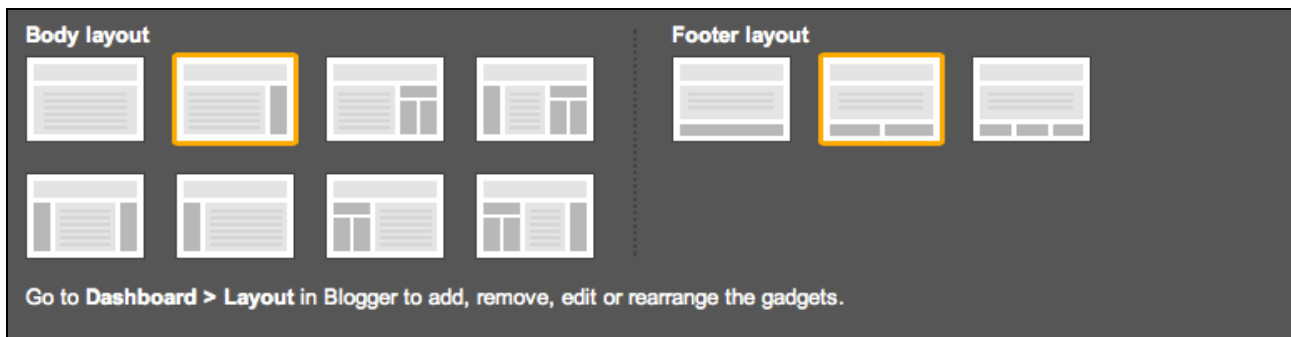 Body layout
Footer layout
Go to Dashboard > Layout in Blogger to add, remove, edit or rearrange the gadgets.